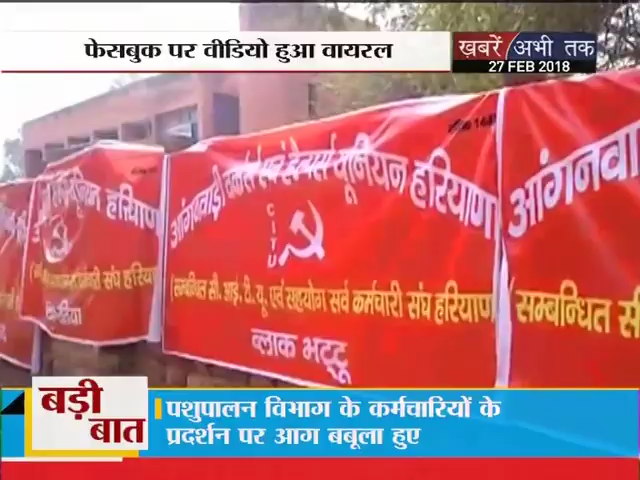 फेसबुक पर वीडियो हुआ वायरल
ख़बरें अभी तक
27 FEB 2018
हरियाणा
आंगनवाड़ी वर्कर्स एवं हेल्पर्स यूनियन हरियाणा
CITU
(सम्बन्धित सी. आई. टी. यू. एवं सहयोग सर्व कर्मचारी संघ हरियाणा
ब्लाक भट्टू
आंगनवा
(सम्बन्धित सी
संघ हरिया
बड़ी
बात
पशुपालन विभाग के कर्मचारियों के
प्रदर्शन पर आग बबूला हुए